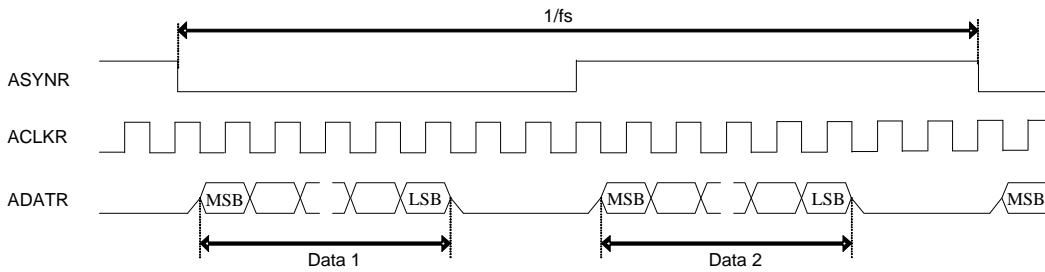 1/fs
ASYNR
ACLKR
ADATR
MSB LSB MSB LSB MSB
Data 1 Data 2